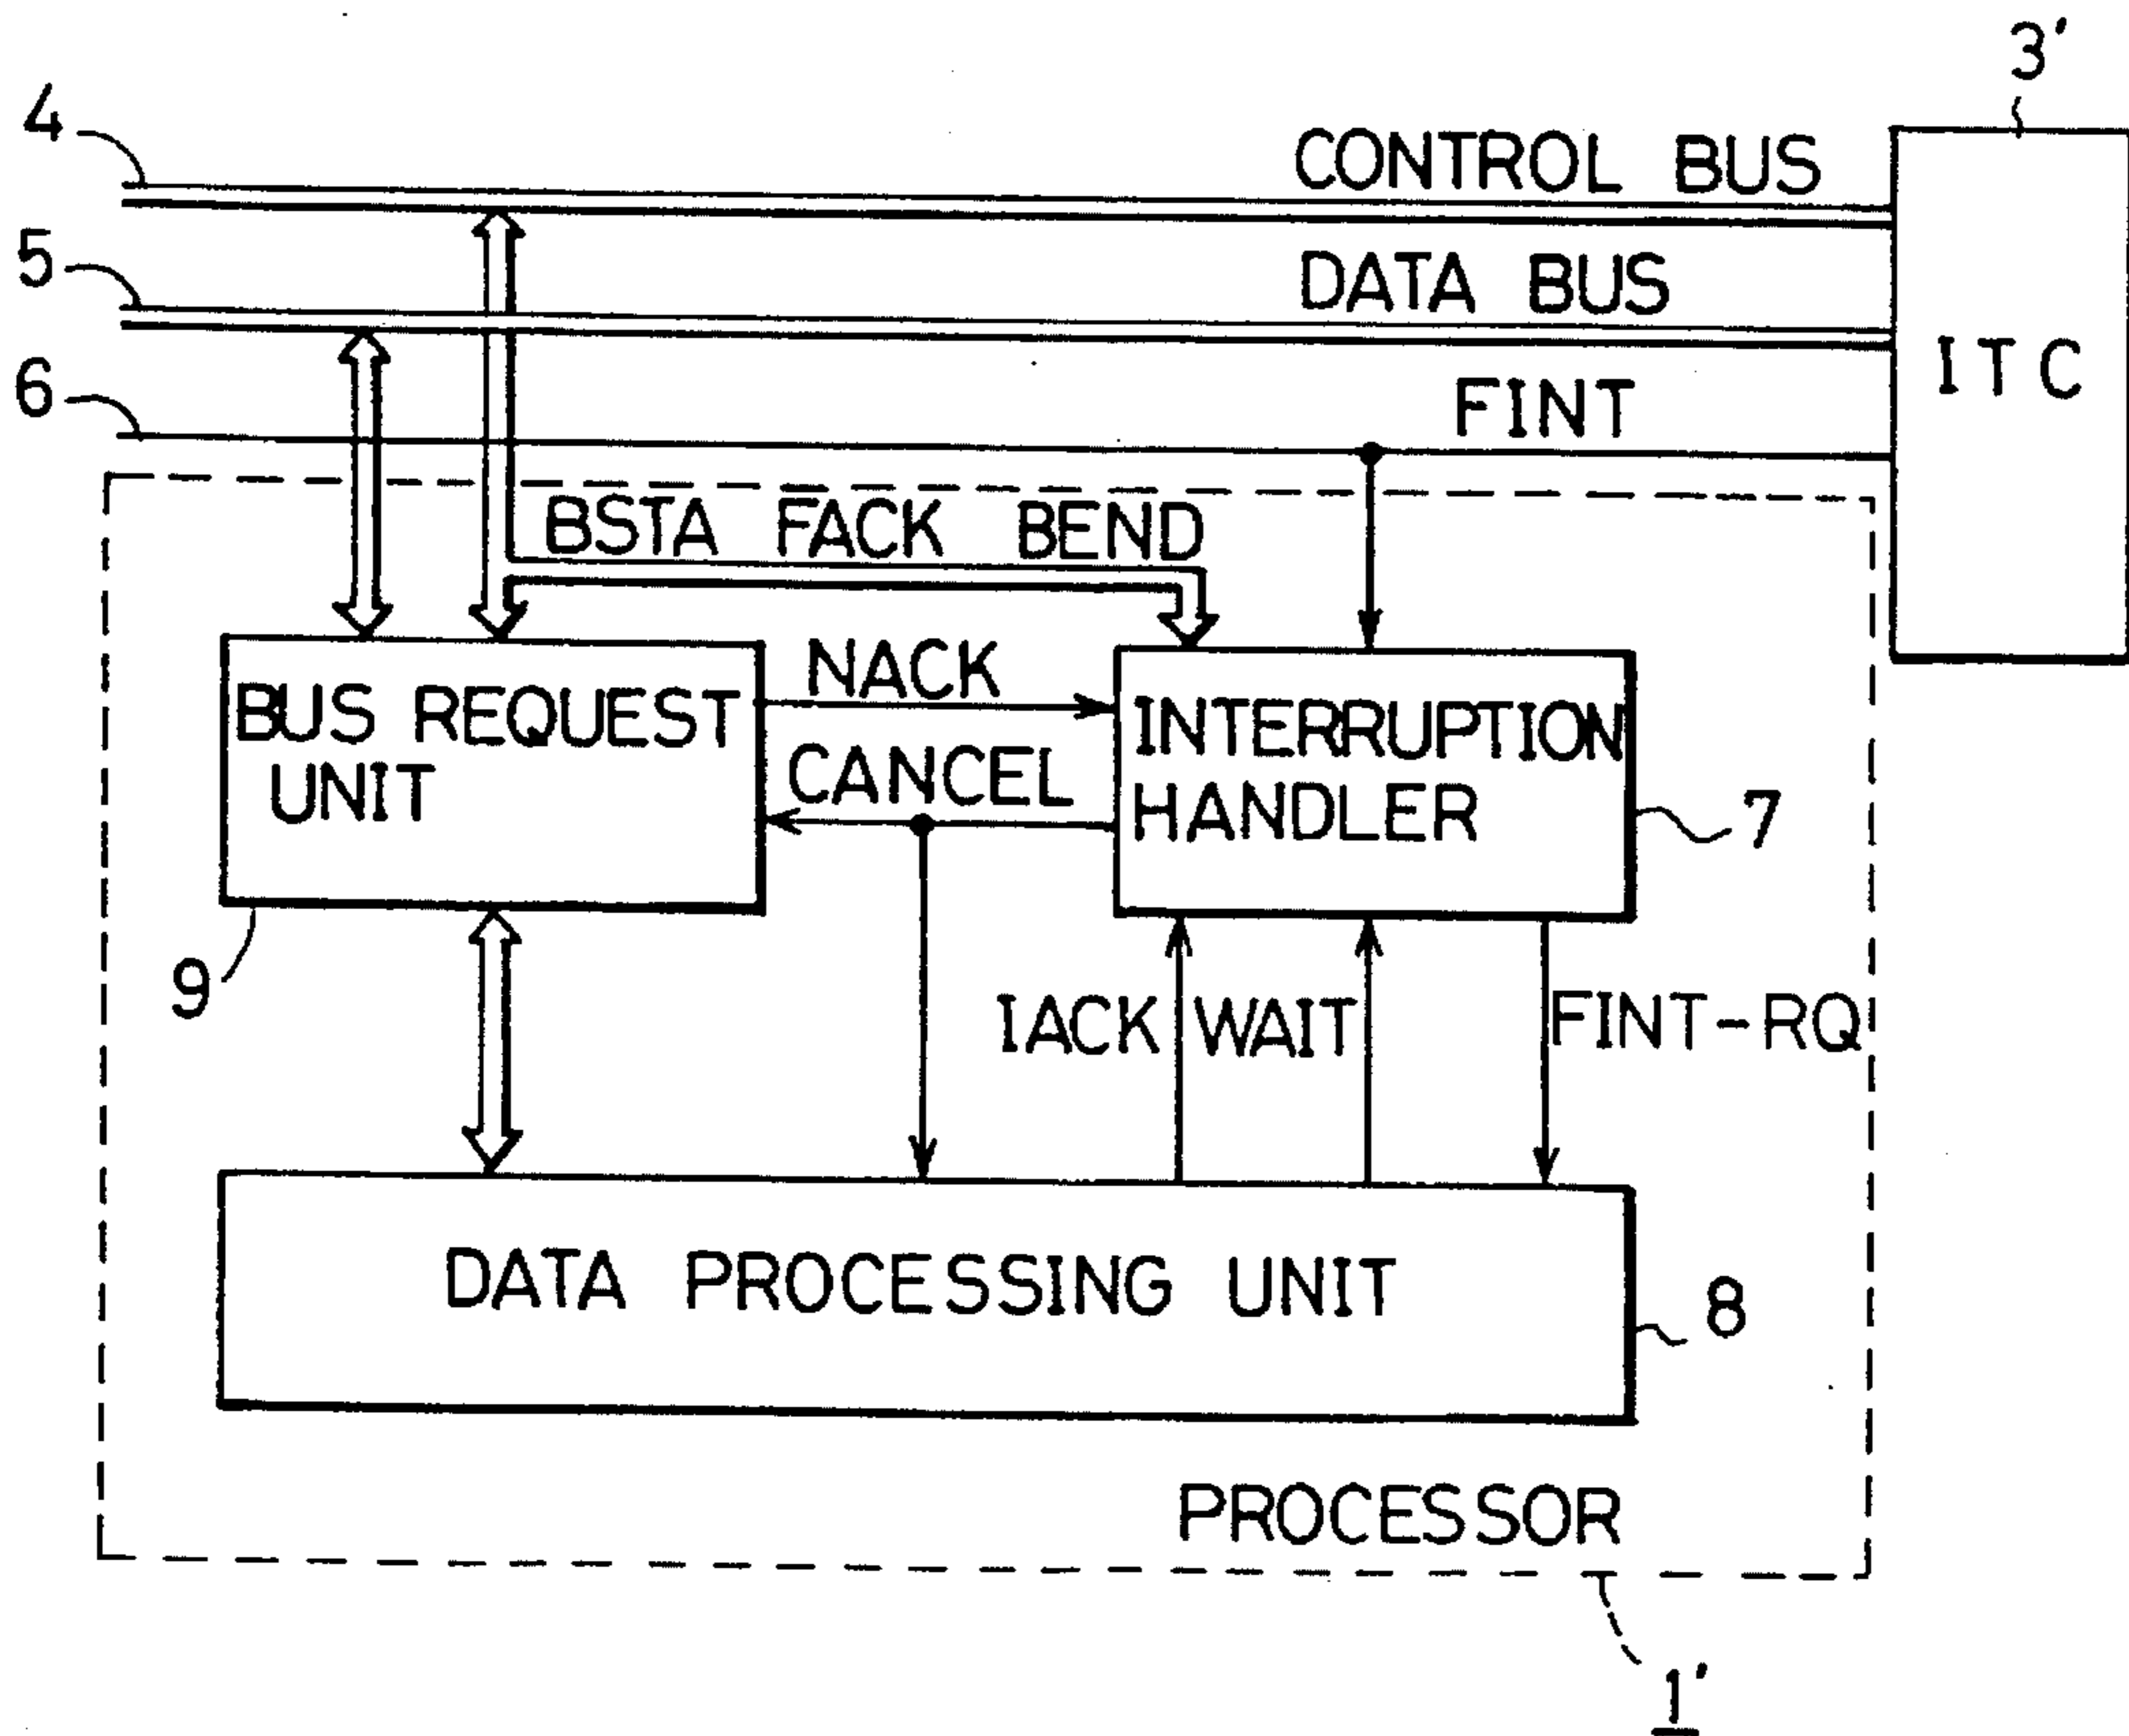 3'
4
CONTROL BUS
5
DATA BUS
ITC
6
FINT
BSTA FACK BEND
NACK
BUS REQUEST
UNIT
INTERRUPTION
HANDLER
CANCEL
7
9
IACK WAIT
FINT-RQ
DATA PROCESSING UNIT
8
PROCESSOR
1'